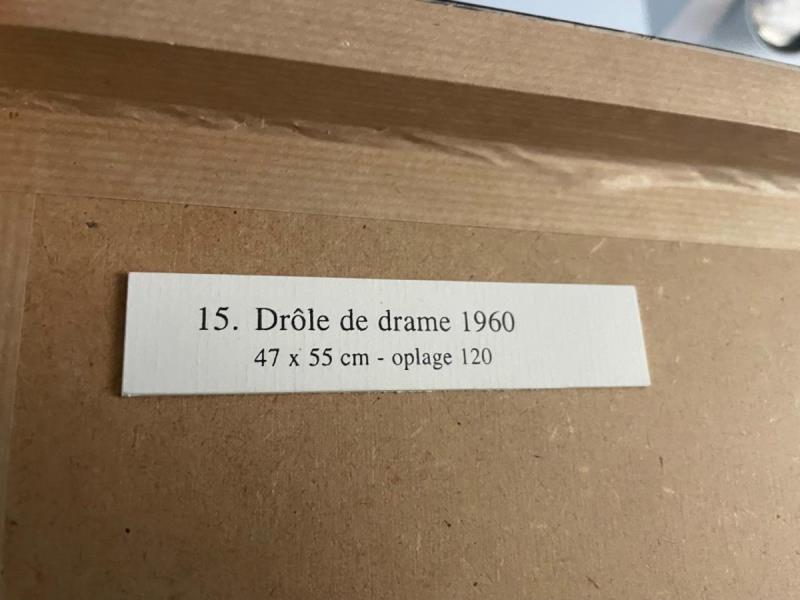 15. Drôle de drame 1960
47 x 55 cm - oplage 120